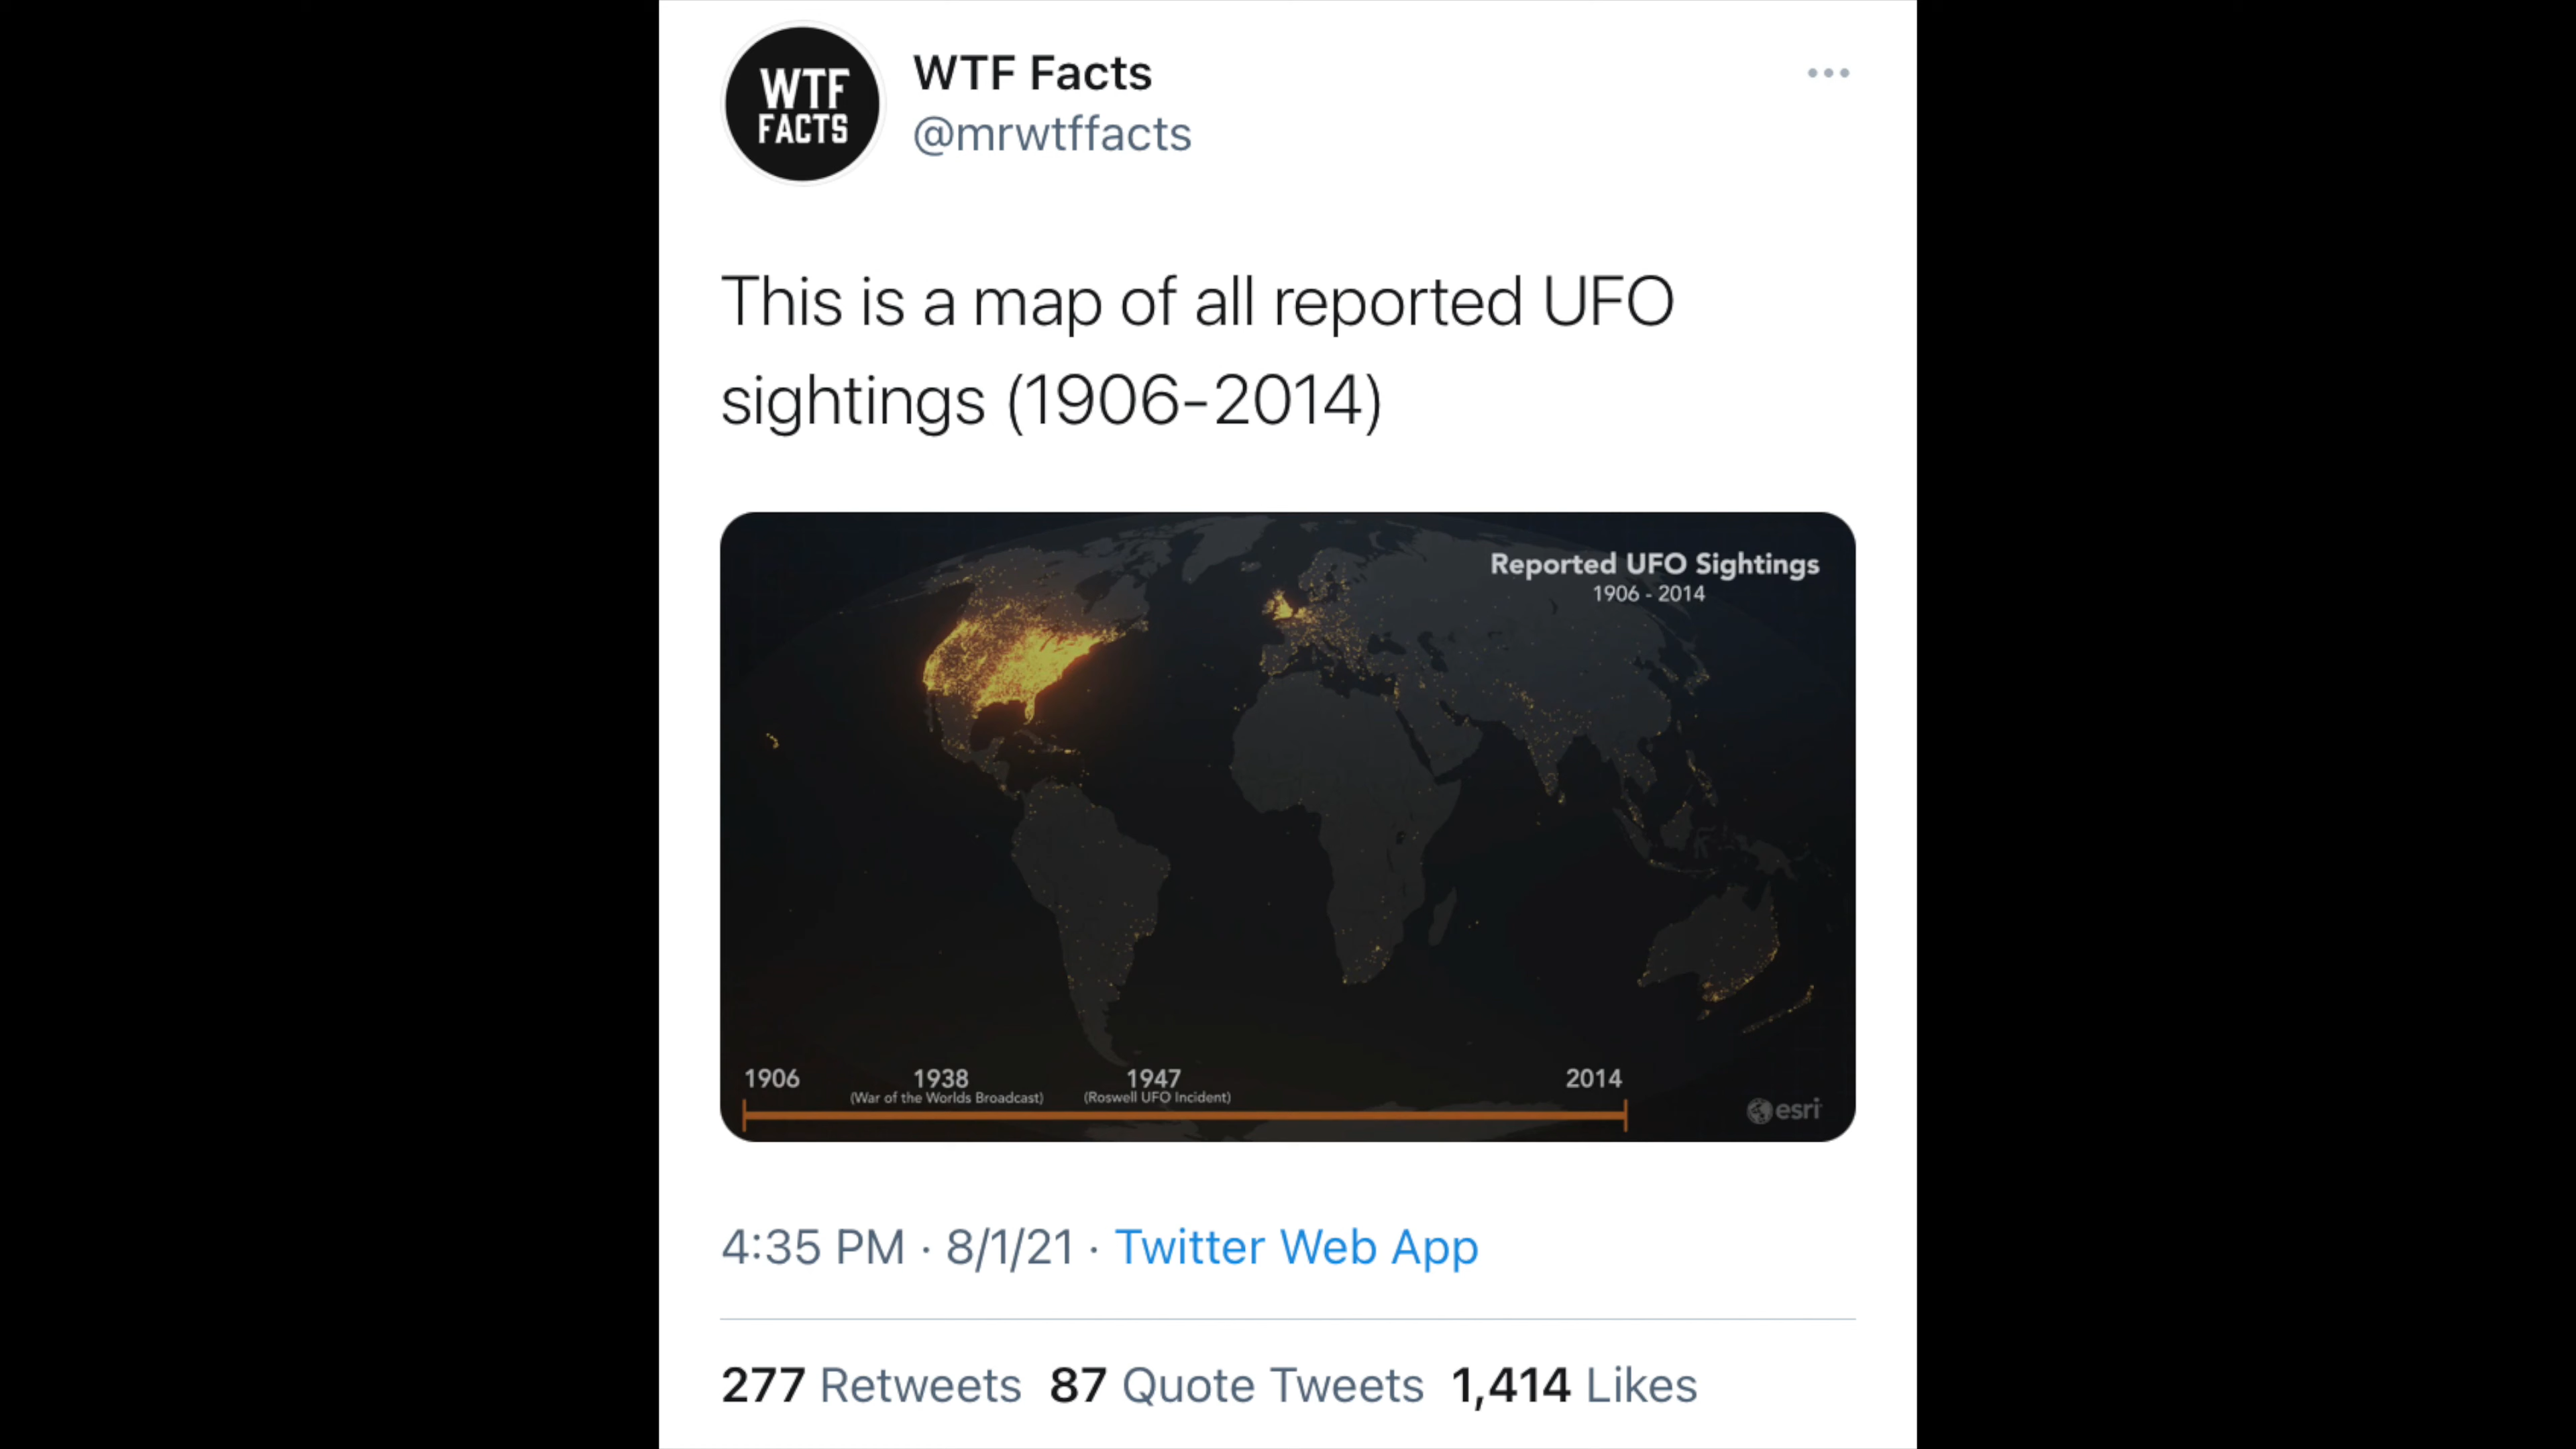 WTF
FACTS
WTF Facts
@mrwtffacts
This is a map of all reported UFO
sightings (1906-2014)
Reported UFO Sightings
1906 - 2014
1906
1938
(War of the Worlds Broadcast)
1947
(Roswell UFO Incident)
2014
esri
4:35 PM · 8/1/21 · Twitter Web App
277 Retweets 87 Quote Tweets 1,414 Likes